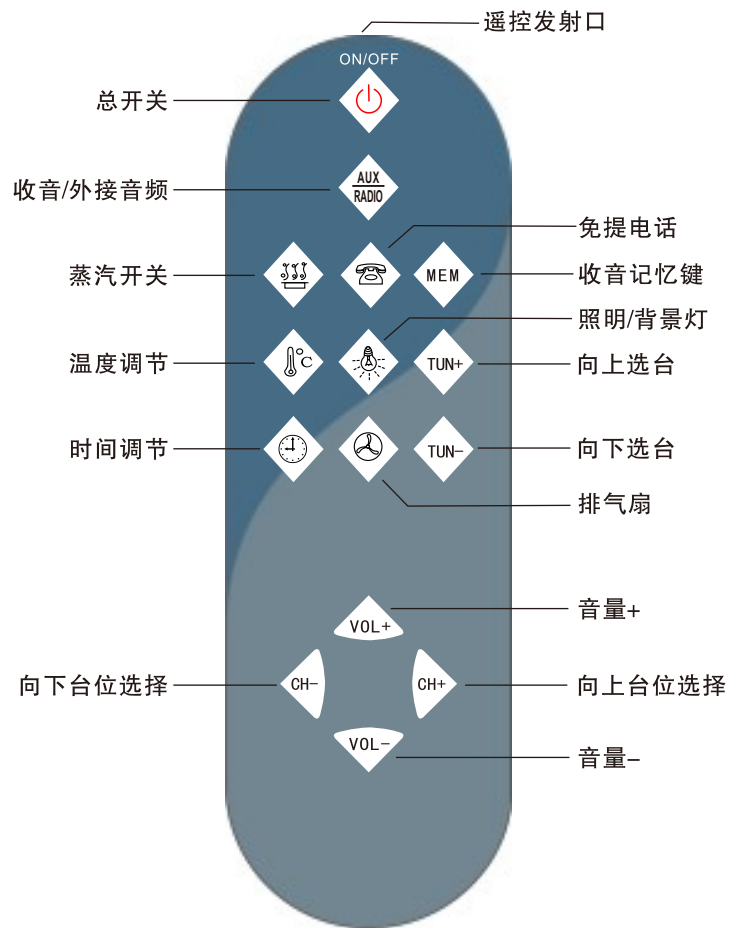 遥控发射口
ON/OFF
总开关
AUX
RADIO
收音/外接音频
免提电话
蒸汽开关
MEM
收音记忆键
照明/背景灯
温度调节
°C
TUN+
向上选台
时间调节
TUN-
向下选台
排气扇
音量+
VOL+
向下台位选择
CH-
CH+
向上台位选择
VOL-
音量-